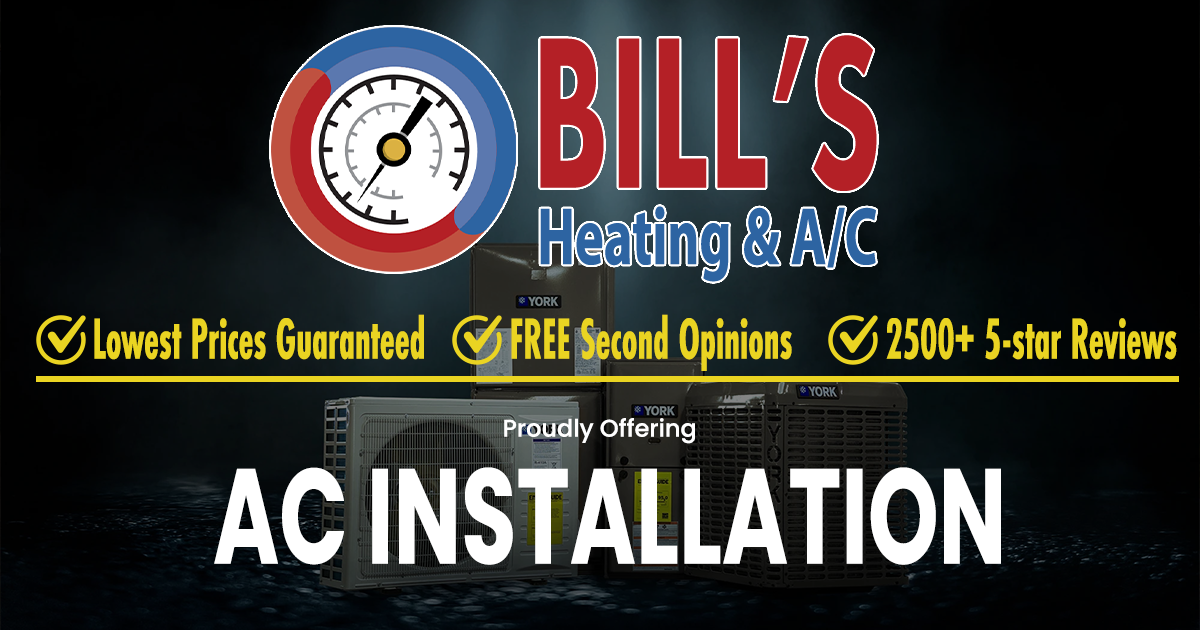 BILL'S
Heating & A/C
Lowest Prices Guaranteed FREE Second Opinions 2500+ 5-star Reviews
YORK
YORK
YORK
Proudly Offering
AC INSTALLATION